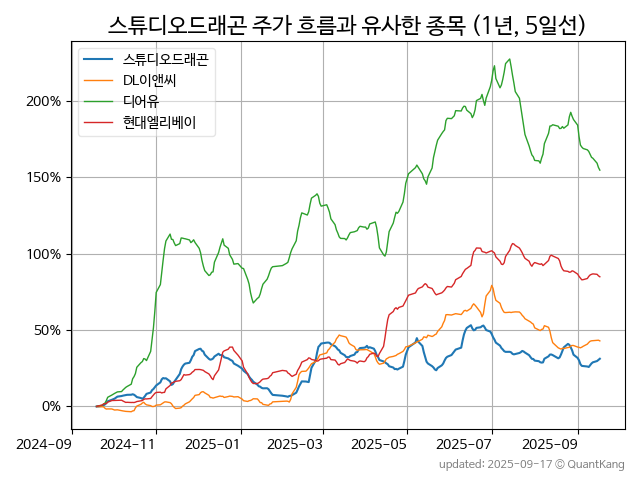 스튜디오드래곤 주가 흐름과 유사한 종목 (1년, 5일선)
스튜디오드래곤
DL이앤씨
디어유
현대엘리베이
200%
150%
100%
50%
0%
2024-09 2024-11 2025-01 2025-03 2025-05 2025-07 2025-09
updated: 2025-09-17 © QuantKang